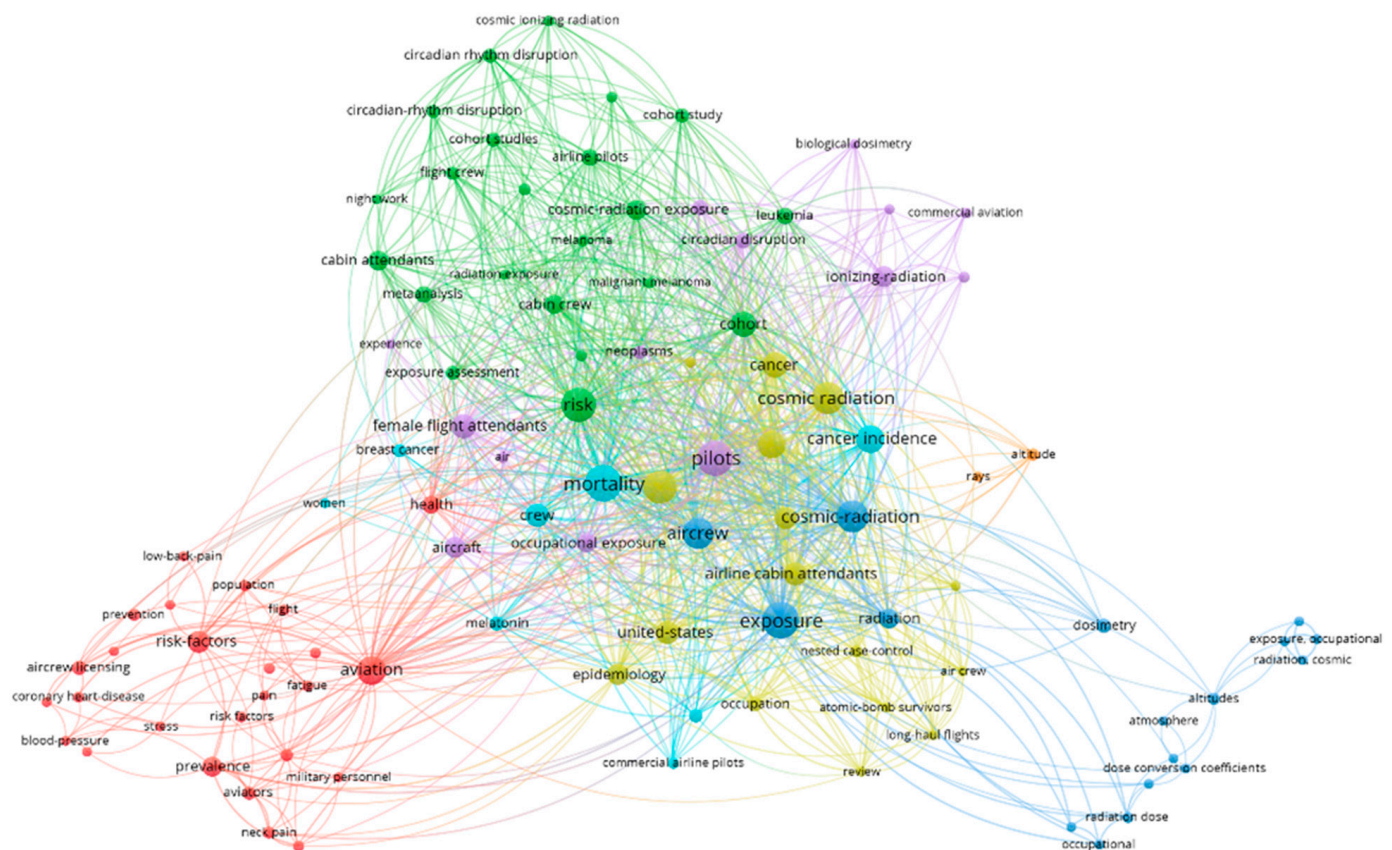 cosmic ionizing radiation
circadian rhythm disruption
circadian-rhythm disruption
cohort study
cohort studies
biological dosimetry
airline pilots
flight crew
night work
cosmic-radiation exposure
leukemia
commercial aviation
melanoma
circadian disruption
cabin attendants
radiation exposure
malignant melanoma
ionizing-radiation
metaanalysis
cabin crew
cohort
experience
neoplasms
exposure assessment
cancer
cosmic radiation
risk
female flight attendants
cancer incidence
breast cancer
air
pilots
altitude
rays
mortality
women
health
crew
cosmic-radiation
aircrew
aircraft
occupational exposure
low-back-pain
airline cabin attendants
population
prevention
flight
melatonin
exposure
radiation
dosimetry
united-states
risk-factors
exposure, occupational
nested case-control
radiation, cosmic
aircrew licensing
aviation
epidemiology
air crew
fatigue
coronary heart-disease
pain
altitudes
occupation
atomic-bomb survivors
risk factors
stress
atmosphere
long-haul flights
blood-pressure
commercial airline pilots
prevalence
military personnel
review
dose conversion coefficients
aviators
radiation dose
neck pain
occupational